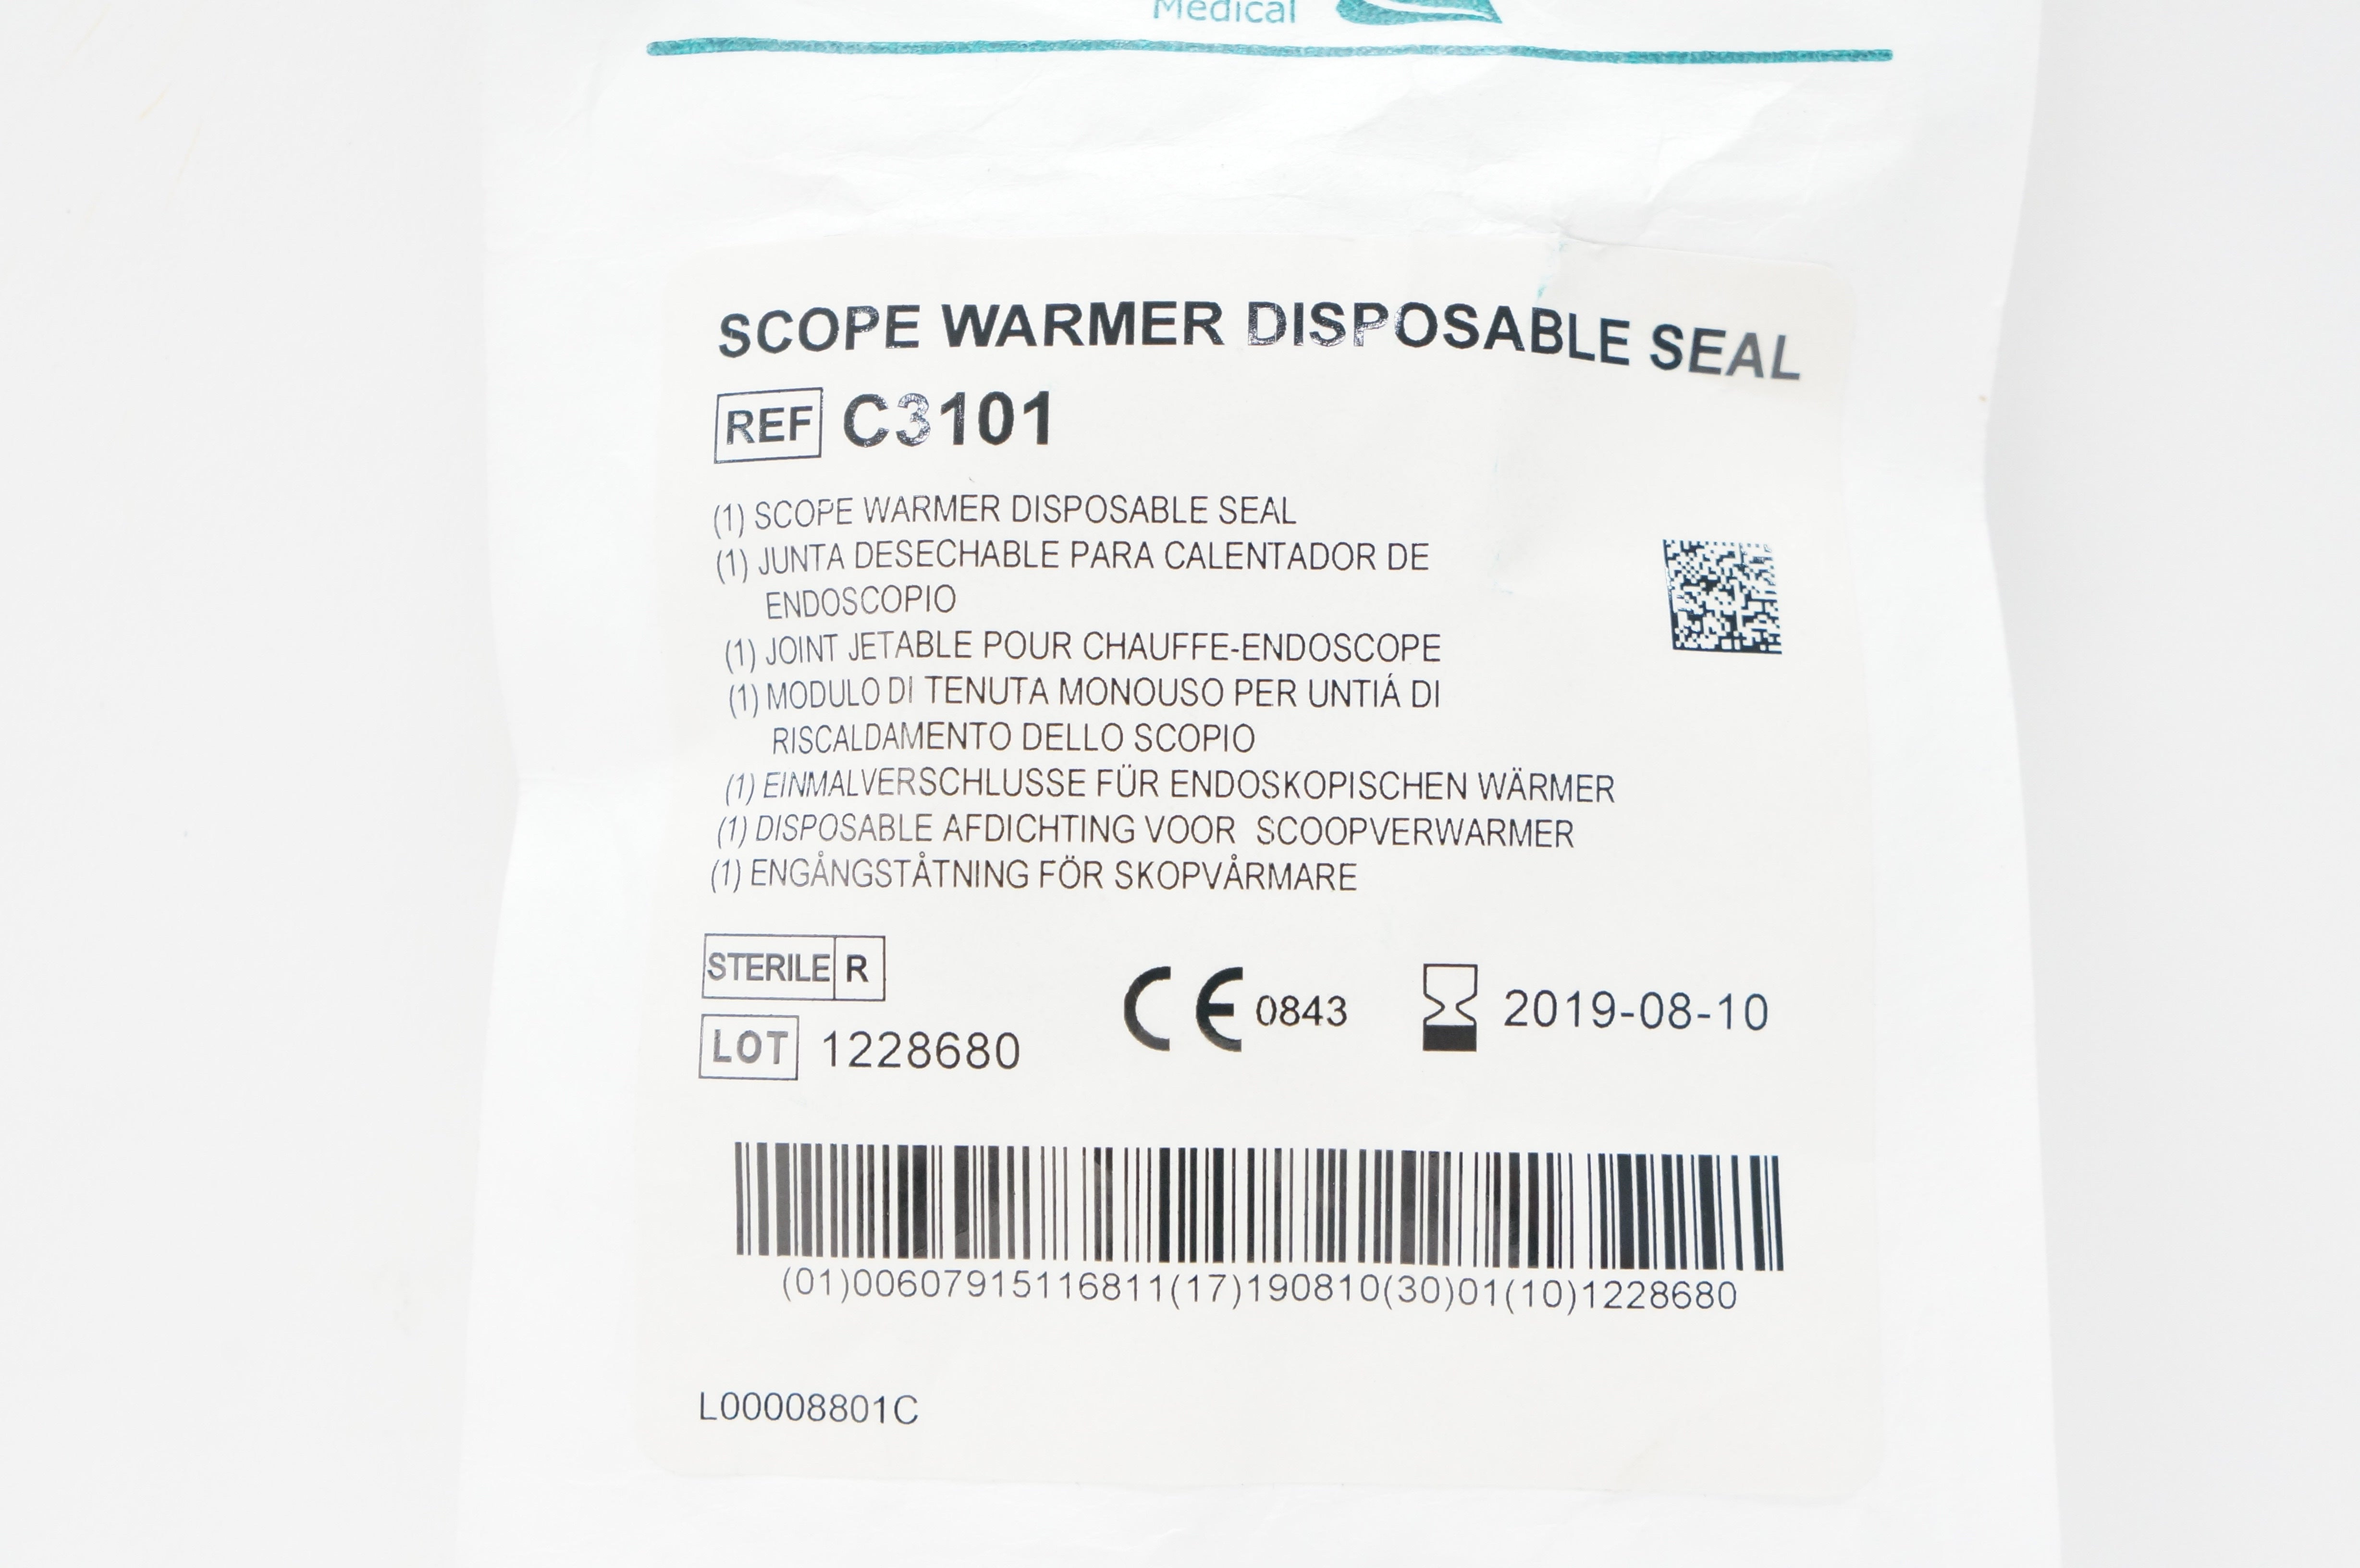 Medical
SCOPE WARMER DISPOSABLE SEAL
REF C3101
(1) SCOPE WARMER DISPOSABLE SEAL
(1) JUNTA DESECHABLE PARA CALENTADOR DE
ENDOSCOPIO
(1) JOINT JETABLE POUR CHAUFFE-ENDOSCOPE
(1) MODULO DI TENUTA MONOUSO PER UNTIÁ DI
RISCALDAMENTO DELLO SCOPIO
(1) EINMALVERSCHLUSSE FÜR ENDOSKOPISCHEN WÄRMER
(1) DISPOSABLE AFDICHTING VOOR SCOOPVERWARMER
(1) ENGÅNGSTÅTNING FÖR SKOPVÅRMARE
STERILE R
LOT 1228680
CE 0843
2019-08-10
(01)00607915116811(17)190810(30)01(10)1228680
L00008801C